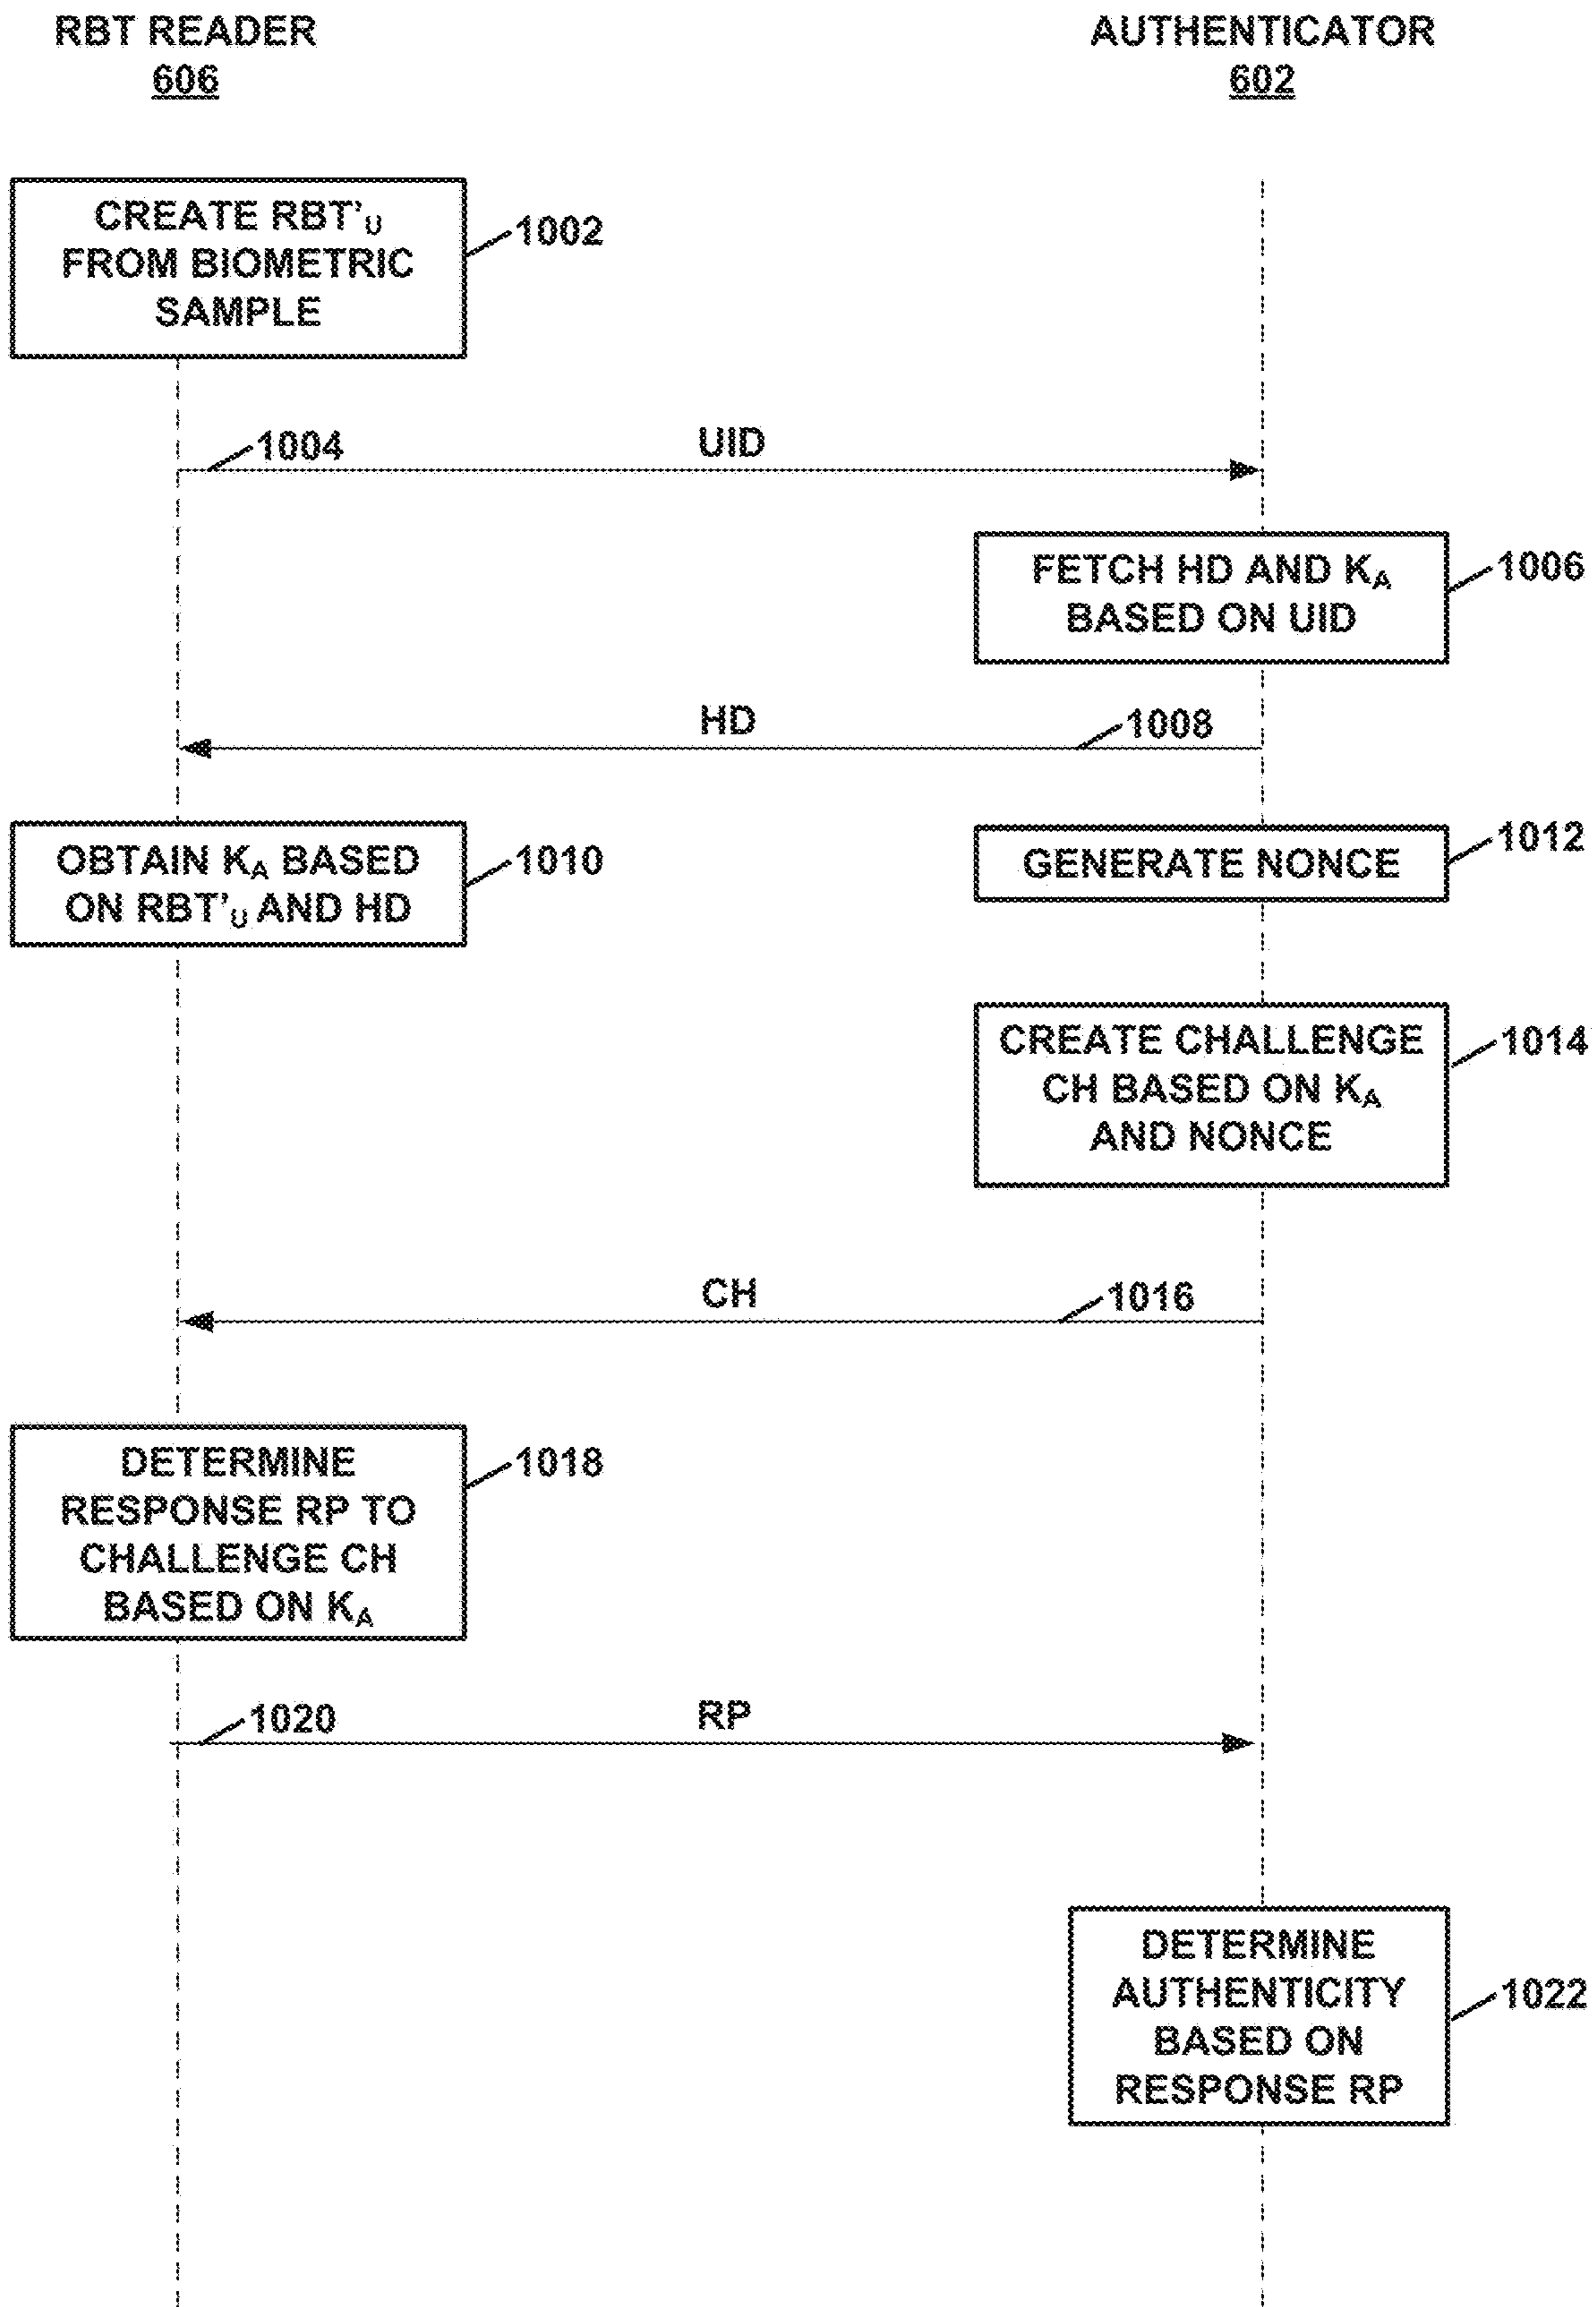 RBT READER
606
AUTHENTICATOR
602
CREATE RBT'U
FROM BIOMETRIC
SAMPLE
1002
1004
UID
FETCH HD AND KA
BASED ON UID
1006
HD
1008
OBTAIN KA BASED
ON RBT'U AND HD
1010
GENERATE NONCE
1012
CREATE CHALLENGE
CH BASED ON KA
AND NONCE
1014
CH
1016
DETERMINE
RESPONSE RP TO
CHALLENGE CH
BASED ON KA
1018
1020
RP
DETERMINE
AUTHENTICITY
BASED ON
RESPONSE RP
1022